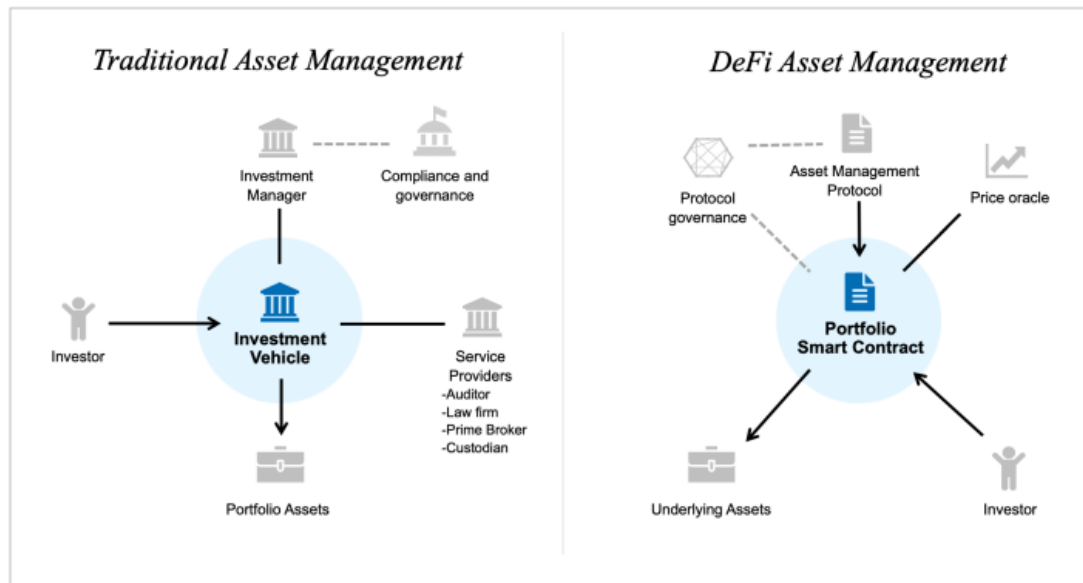 Traditional Asset Management
Investment
Manager
Compliance and
governance
Investor
Investment
Vehicle
Service
Providers
-Auditor
-Law firm
-Prime Broker
-Custodian
Portfolio Assets
DeFi Asset Management
Protocol
governance
Asset Management
Protocol
Price oracle
Portfolio
Smart Contract
Underlying Assets
Investor